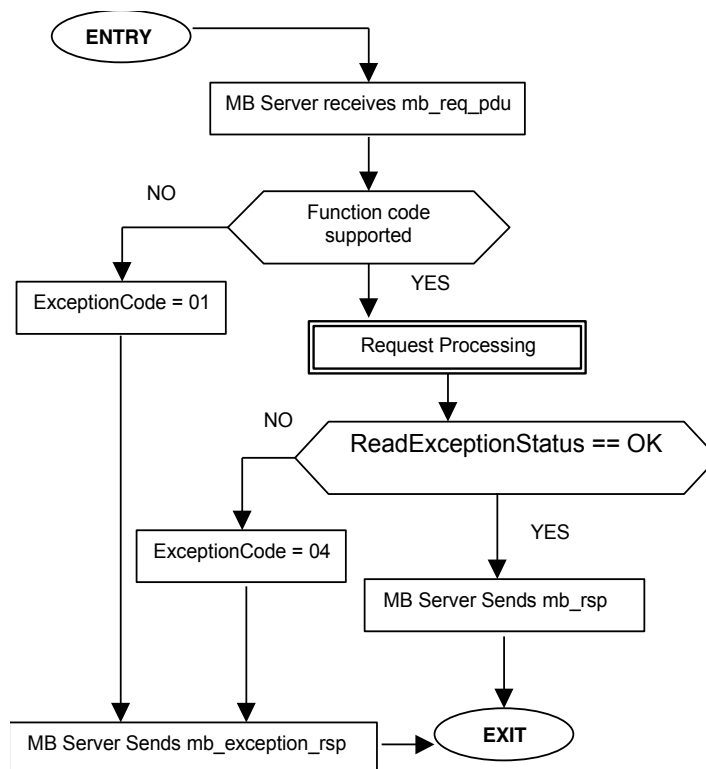 ENTRY
MB Server receives mb_req_pdu
NO
Function code
supported
YES
ExceptionCode = 01
Request Processing
NO
ReadExceptionStatus == OK
YES
ExceptionCode = 04
MB Server Sends mb_rsp
MB Server Sends mb_exception_rsp
EXIT